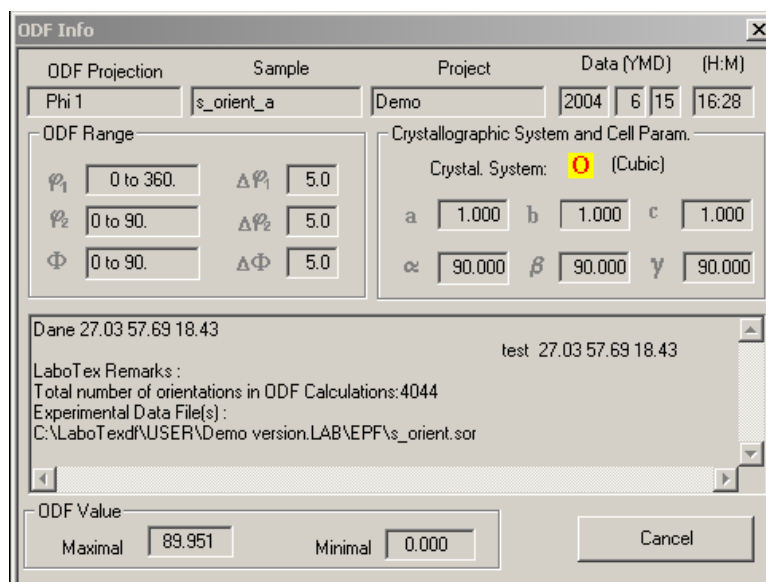 ODF Info
ODF Projection Sample Project Data (YMD) (H:M)
Phi 1 s_orient_a Demo 2004 6 15 16:28
ODF Range
φ1 0 to 360. Δφ1 5.0
φ2 0 to 90. Δφ2 5.0
Φ 0 to 90. ΔΦ 5.0
Crystallographic System and Cell Param.
Crystal. System: O (Cubic)
a 1.000 b 1.000 c 1.000
α 90.000 β 90.000 γ 90.000
Dane 27.03 57.69 18.43
test 27.03 57.69 18.43
LaboTex Remarks :
Total number of orientations in ODF Calculations:4044
Experimental Data File(s) :
C:\LaboTexdf\USER\Demo version.LAB\EPF\s_orient.sor
ODF Value
Maximal 89.951 Minimal 0.000
Cancel